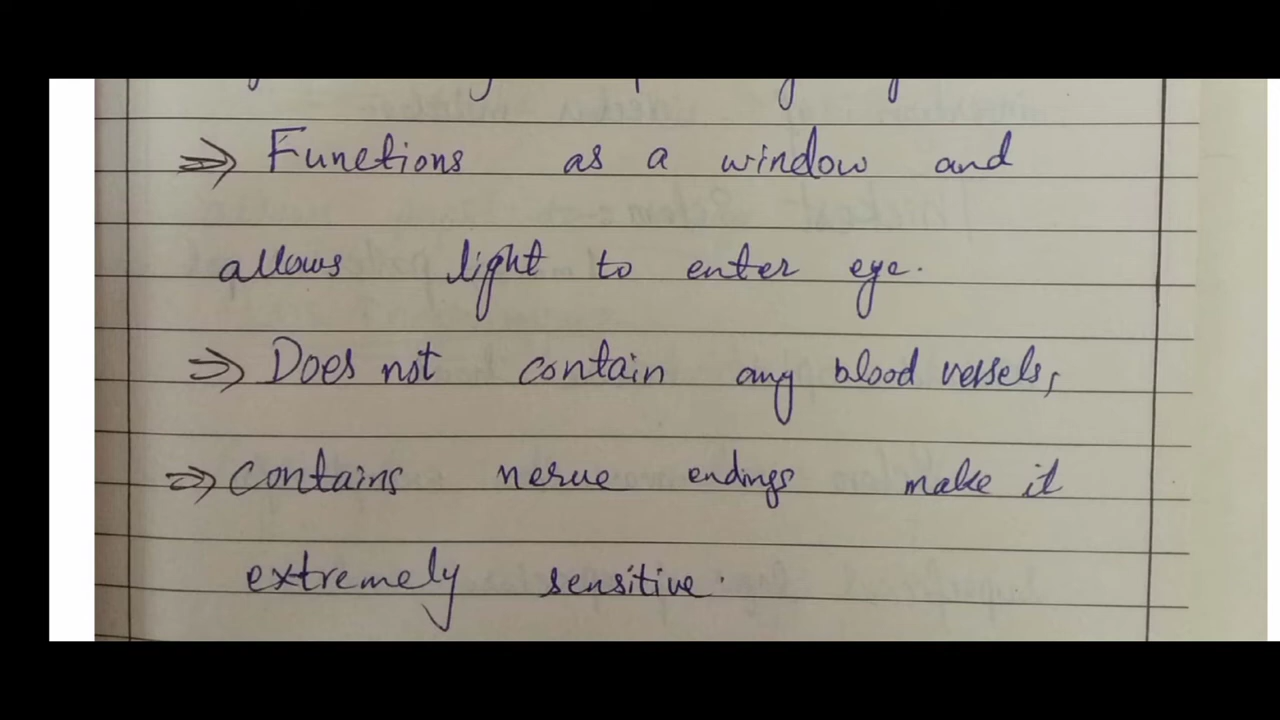 ⇒ Functions as a window and
allows light to enter eye.
⇒ Does not contain any blood vessels,
⇒ contains nerve endings make it
extremely sensitive.